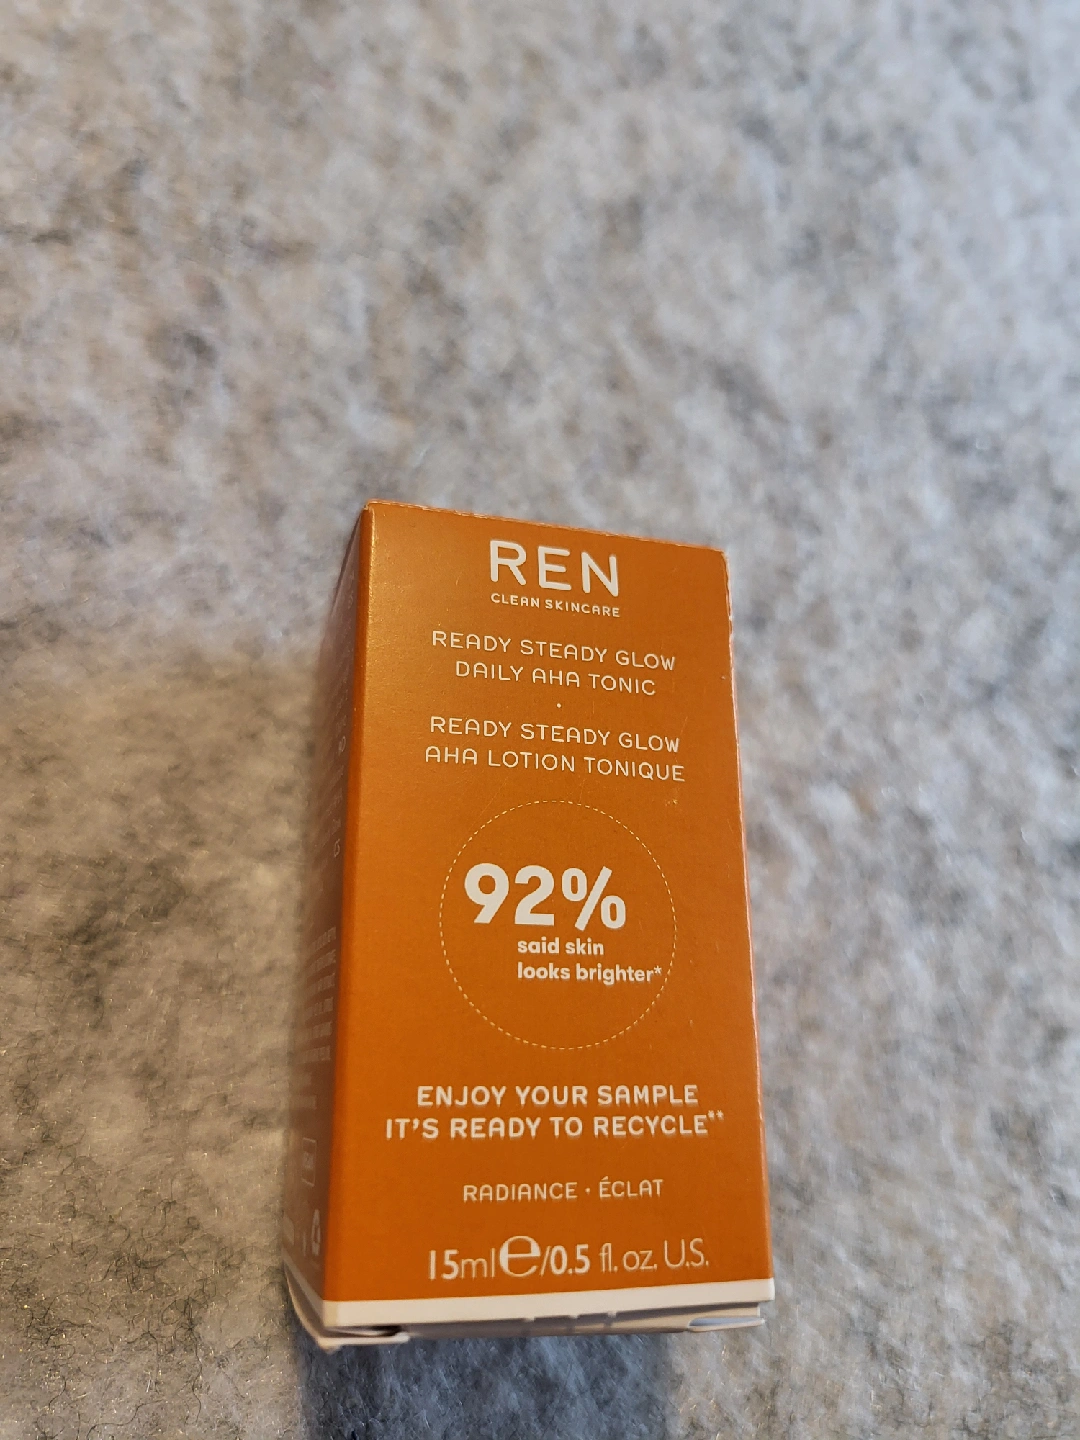 REN
CLEAN SKINCARE
READY STEADY GLOW
DAILY AHA TONIC
•
READY STEADY GLOW
AHA LOTION TONIQUE
92%
said skin
looks brighter*
ENJOY YOUR SAMPLE
IT'S READY TO RECYCLE**
RADIANCE · ÉCLAT
15ml℮/0.5 fl. oz. U.S.